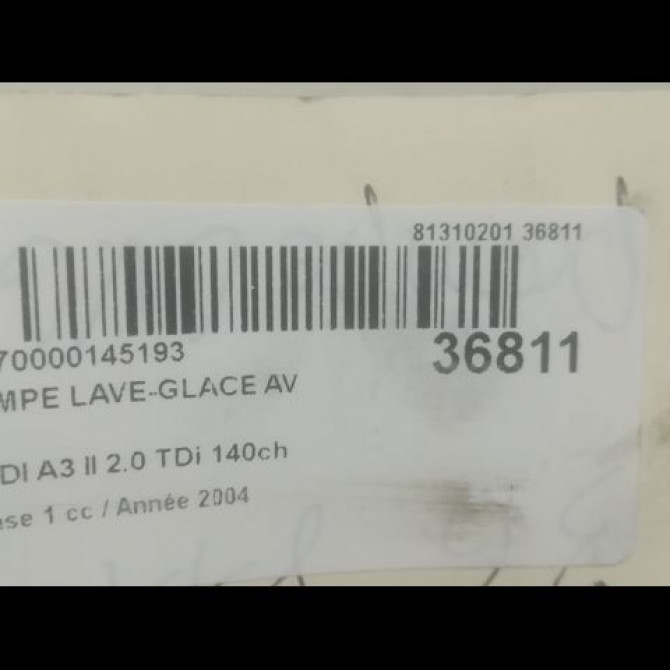 81310201 36811
70000145193
36811
MPE LAVE-GLACE AV
DI A3 II 2.0 TDi 140ch
se 1 cc / Année 2004